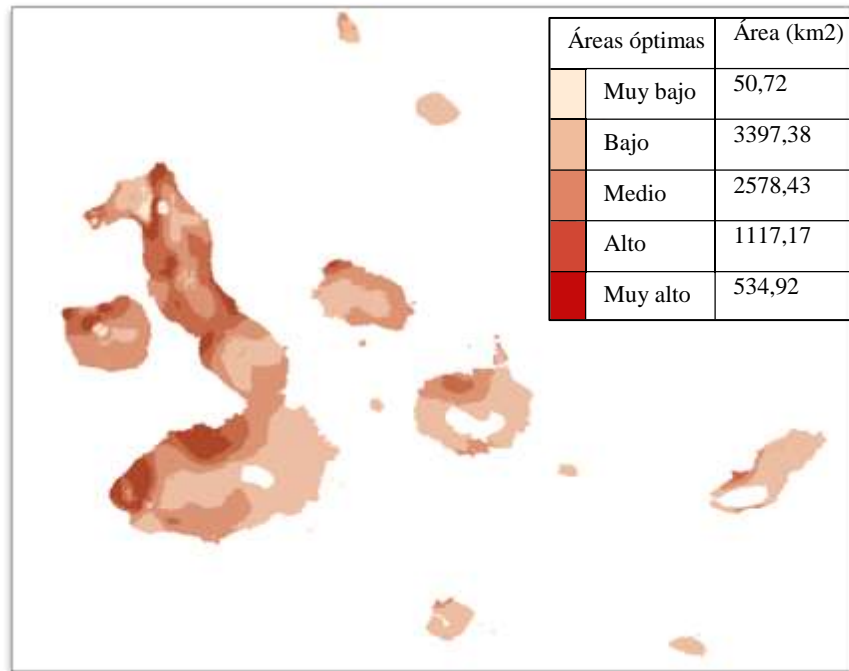 Áreas óptimas Área (km2)
Muy bajo 50,72
Bajo 3397,38
Medio 2578,43
Alto 1117,17
Muy alto 534,92